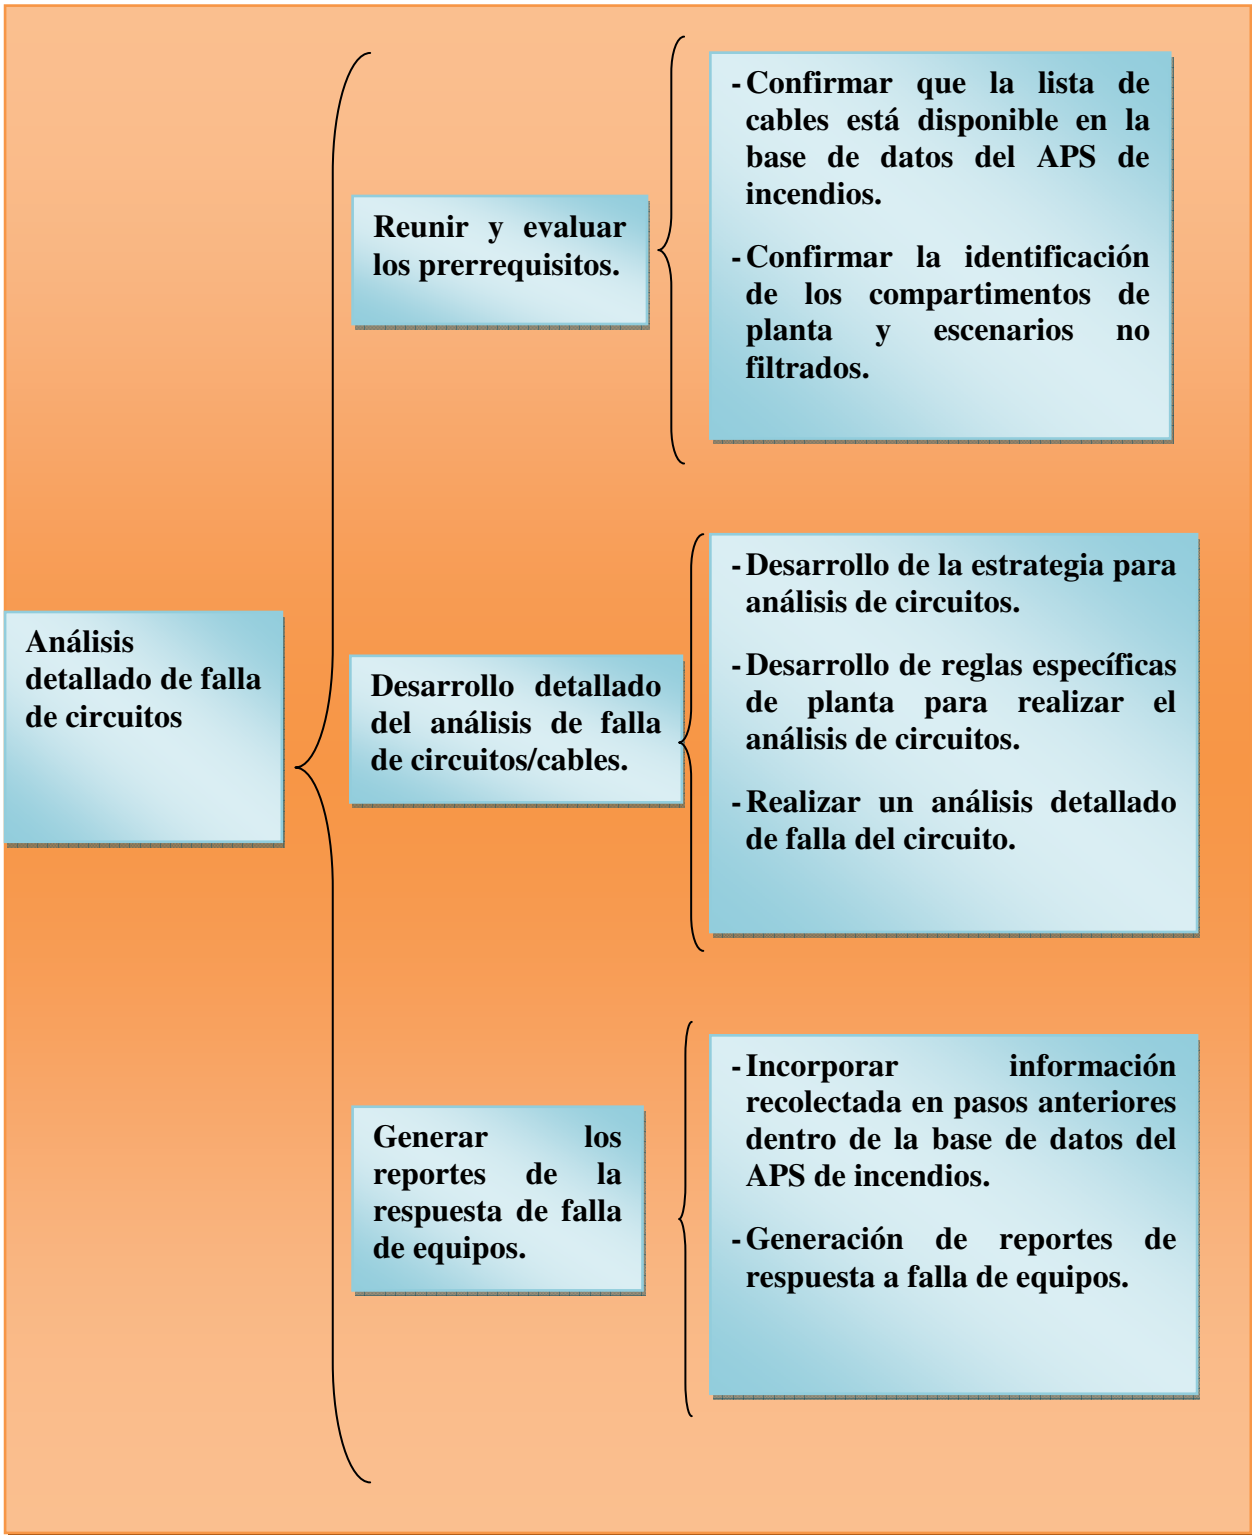 Análisis
detallado de falla
de circuitos
Reunir y evaluar
los prerrequisitos.
- Confirmar que la lista de
cables está disponible en la
base de datos del APS de
incendios.
- Confirmar la identificación
de los compartimentos de
planta y escenarios no
filtrados.
Desarrollo detallado
del análisis de falla
de circuitos/cables.
- Desarrollo de la estrategia para
análisis de circuitos.
- Desarrollo de reglas específicas
de planta para realizar el
análisis de circuitos.
- Realizar un análisis detallado
de falla del circuito.
Generar los
reportes de la
respuesta de falla
de equipos.
- Incorporar información
recolectada en pasos anteriores
dentro de la base de datos del
APS de incendios.
- Generación de reportes de
respuesta a falla de equipos.